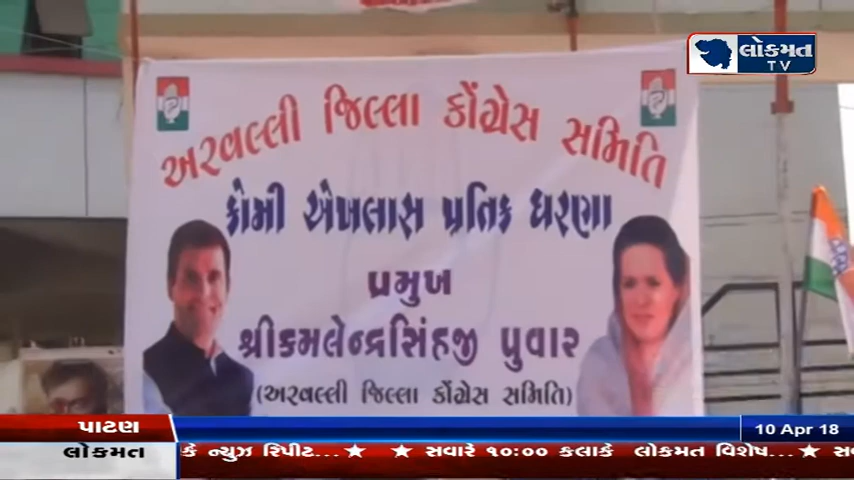 લોકમત
TV
અરવલ્લી જિલ્લા કોંગ્રેસ સમિતિ
કોમી એખલાસ પ્રતિક ધરણા
પ્રમુખ
શ્રીકમલેન્દ્રસિંહજી પુવાર
(અરવલ્લી જિલ્લા કોંગ્રેસ સમિતિ)
પાટણ
10 Apr 18
લોકમત
ર્ક ન્યુઝ રિપીટ...★ ★ સવારે ૧૦:૦૦ કલાકે લોકમત વિશેષ...★ સવ